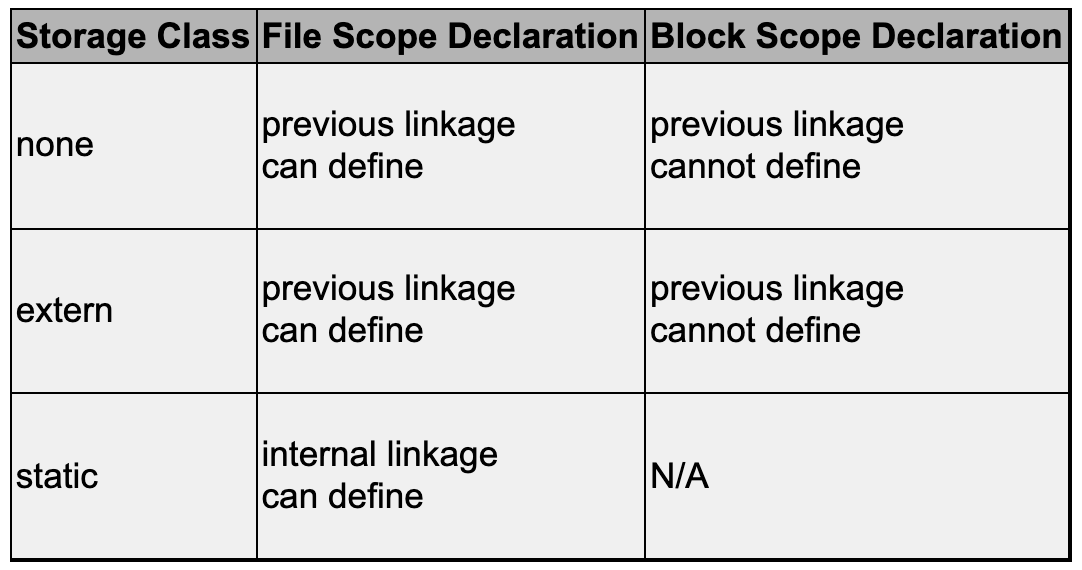 Storage Class File Scope Declaration Block Scope Declaration
none
previous linkage
can define
previous linkage
cannot define
extern
previous linkage
can define
previous linkage
cannot define
static
internal linkage
can define
N/A